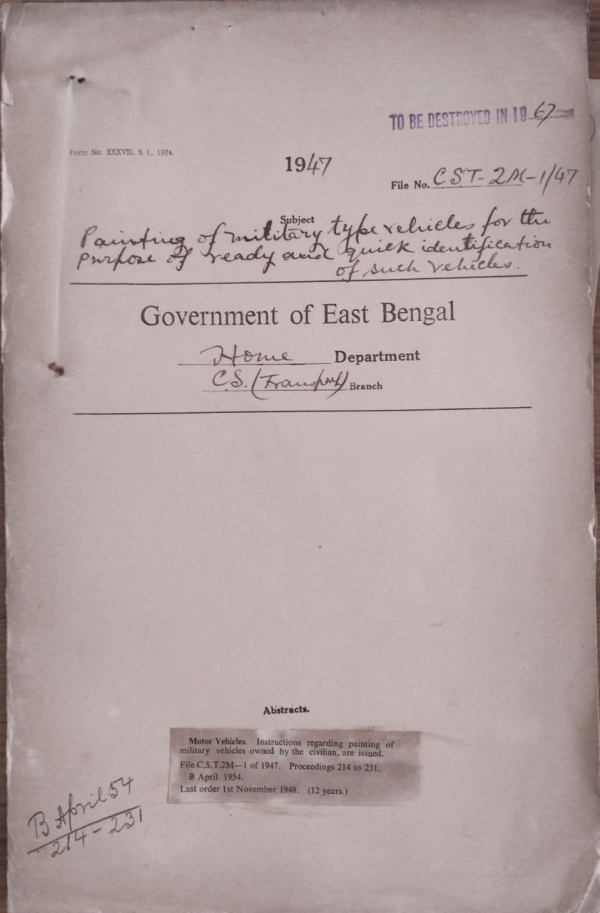 TO BE DESTROYED IN 1967
Form No. XXXVIII. S. I., 1924.
1947
File No. CST-2M-1/47
Subject
Painting of military type vehicles for the
purpose of ready and quick identification
of such vehicles.
Government of East Bengal
Home Department
C.S. (Transport) Branch
Abstracts.
Motor Vehicles. Instructions regarding painting of
military vehicles owned by the civilian, are issued.
File C.S.T.2M—1 of 1947. Proceedings 214 to 231.
B April 1954.
Last order 1st November 1948. (12 years.)
B April 54
214-231